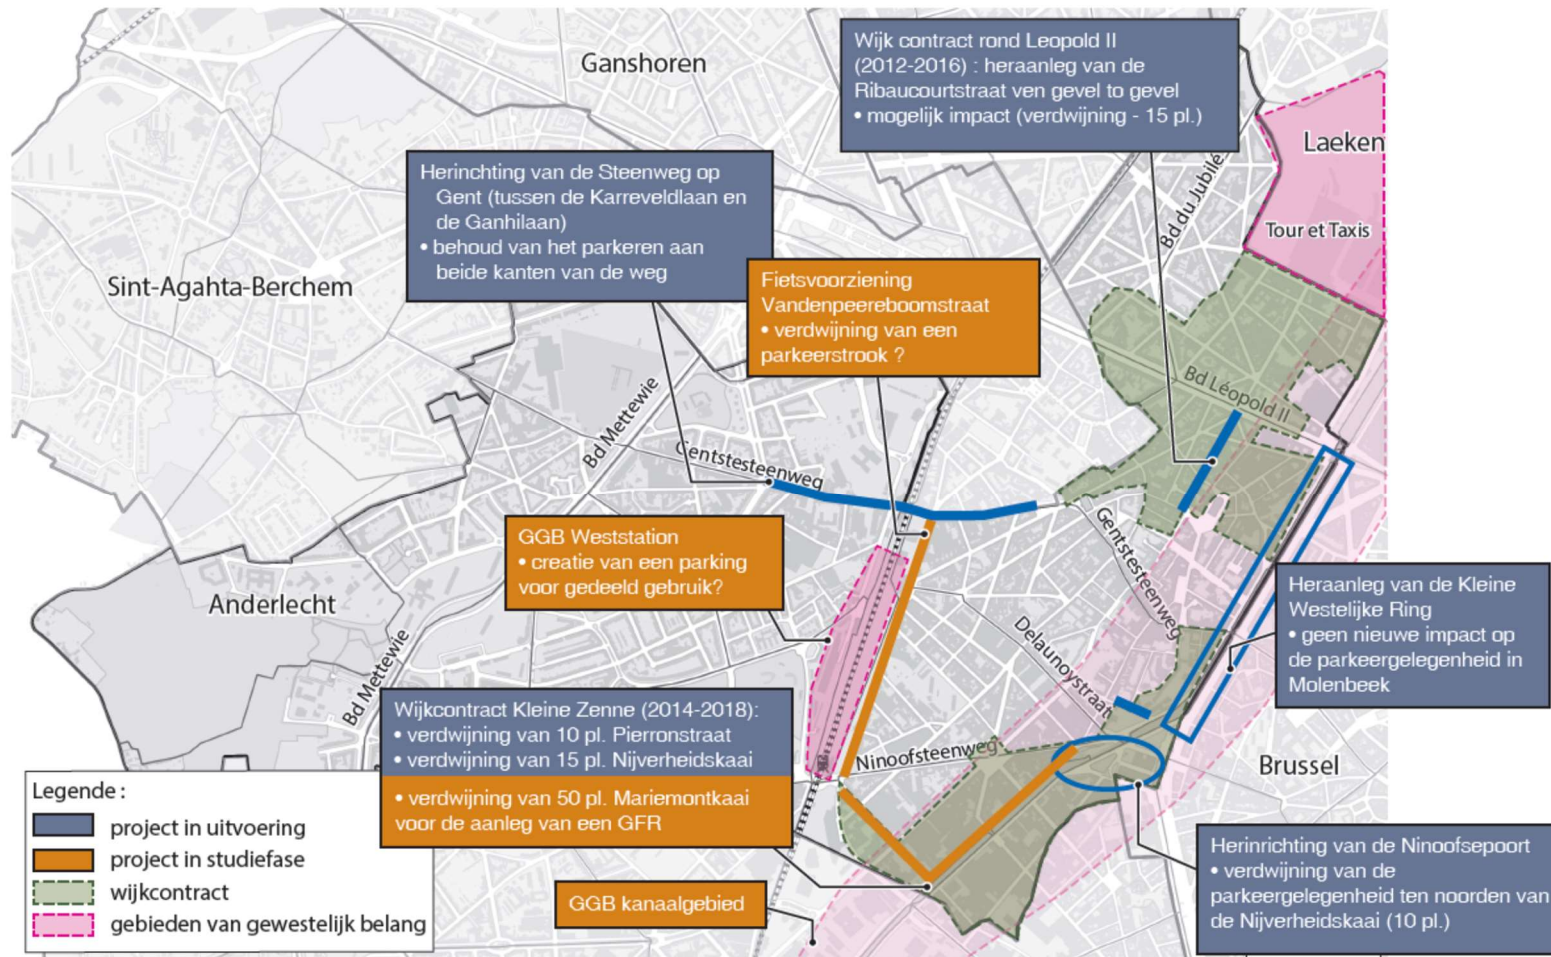 Ganshoren
Wijk contract rond Leopold II
(2012-2016) : heraanleg van de
Ribaucourtstraat ven gevel to gevel
• mogelijk impact (verdwijning - 15 pl.)
Laeken
Bd du Jubilé
Tour et Taxis
Herinchting van de Steenweg op
Gent (tussen de Karreveldlaan en
de Ganhilaan)
• behoud van het parkeren aan
beide kanten van de weg
Sint-Agahta-Berchem
Fietsvoorziening
Vandenpeereboomstraat
• verdwijning van een
parkeerstrook ?
Bd Mettewie
Bd Léopold II
Gentstesteenweg
GGB Weststation
• creatie van een parking
voor gedeeld gebruik?
Gentstesteenweg
Anderlecht
Delaunoystraat
Heraanleg van de Kleine
Westelijke Ring
• geen nieuwe impact op
de parkeergelegenheid in
Molenbeek
Bd Mettewie
Wijkcontract Kleine Zenne (2014-2018):
• verdwijning van 10 pl. Pierronstraat
• verdwijning van 15 pl. Nijverheidskaai
• verdwijning van 50 pl. Mariemontkaai
voor de aanleg van een GFR
Ninoofsteenweg
Brussel
Legende :
project in uitvoering
project in studiefase
wijkcontract
gebieden van gewestelijk belang
GGB kanaalgebied
Herinrichting van de Ninoofsepoort
• verdwijning van de
parkeergelegenheid ten noorden van
de Nijverheidskaai (10 pl.)